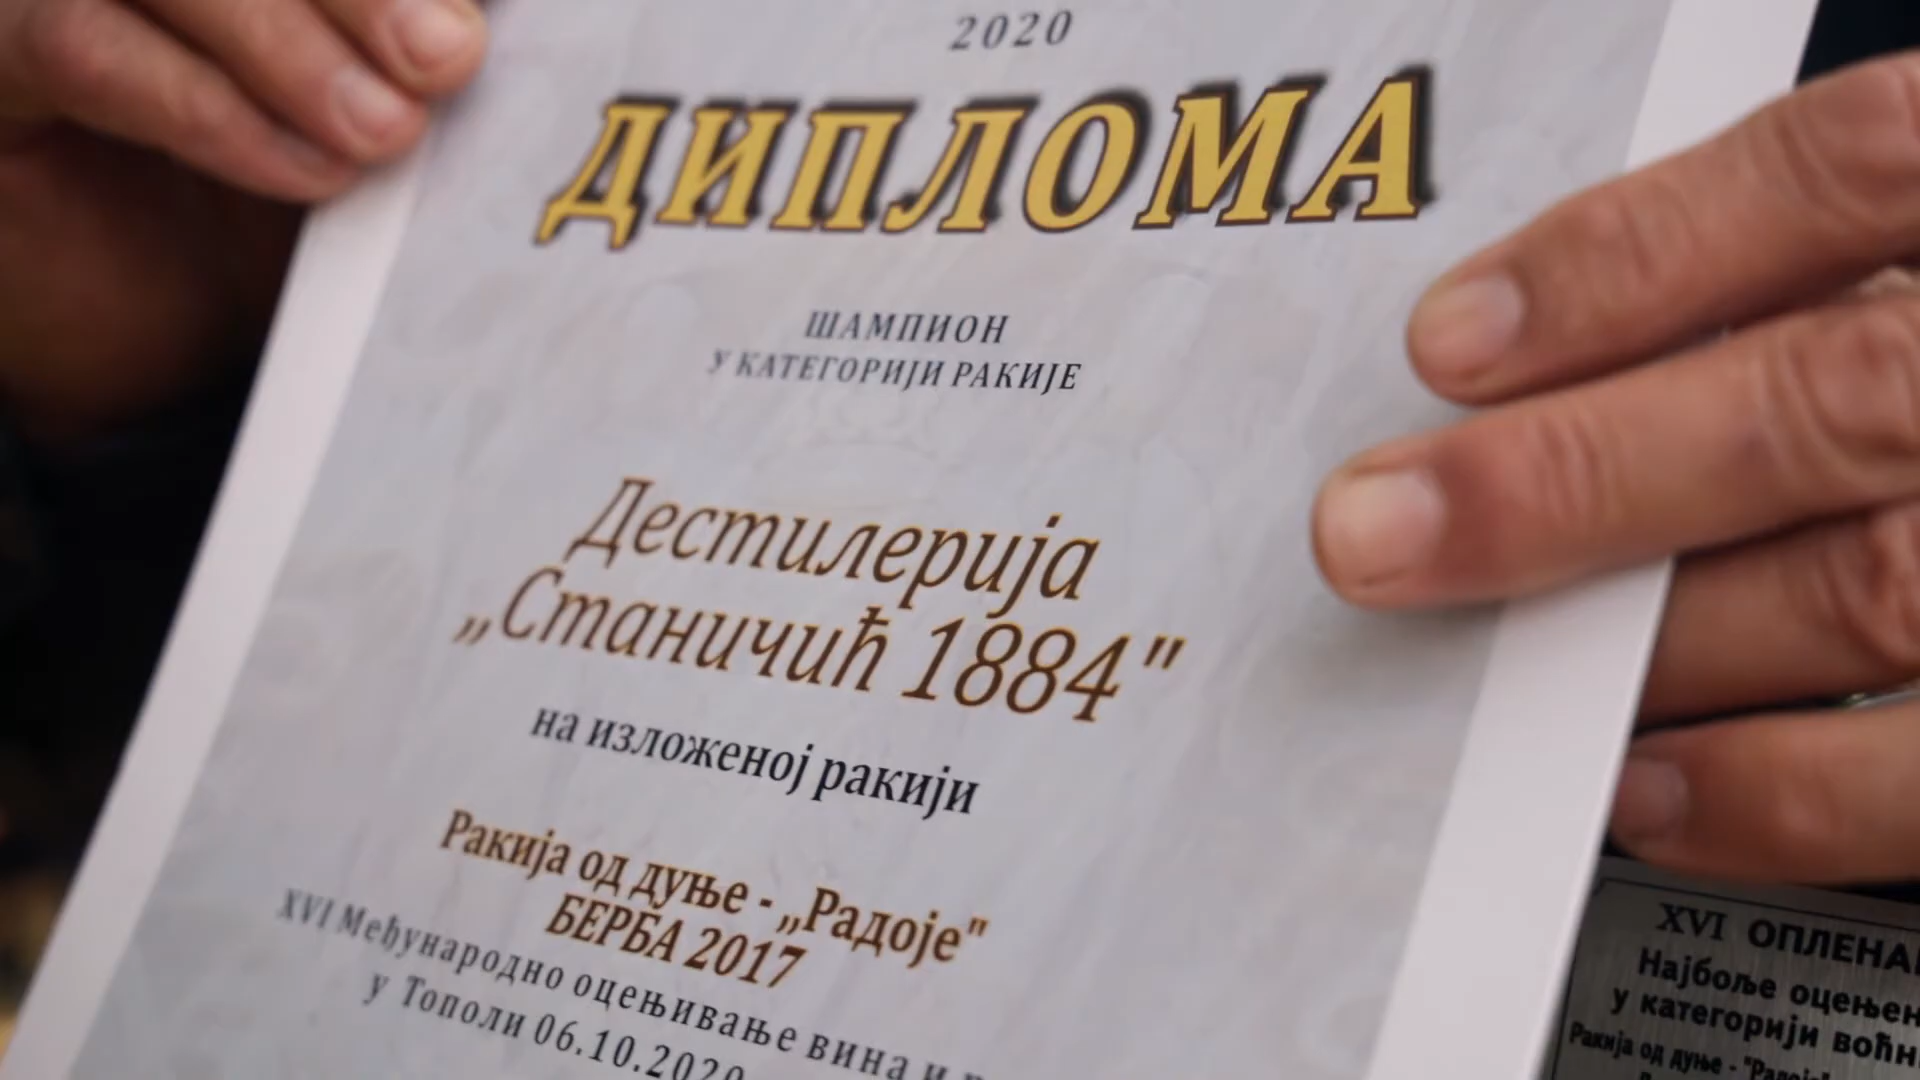 2020
ДИПЛОМА
ШАМПИОН
У КАТЕГОРИЈИ РАКИЈЕ
Дестилерија
„Станичић 1884"
на изложеној ракији
Ракија од дуње - „Радоје"
БЕРБА 2017
XVI Међународно оцењивање вина и
у Тополи 06.10.2020
XVI ОПЛЕНА
Најбоље оцењен
у категорији воћн
Ракија од дуње - "Радоје"